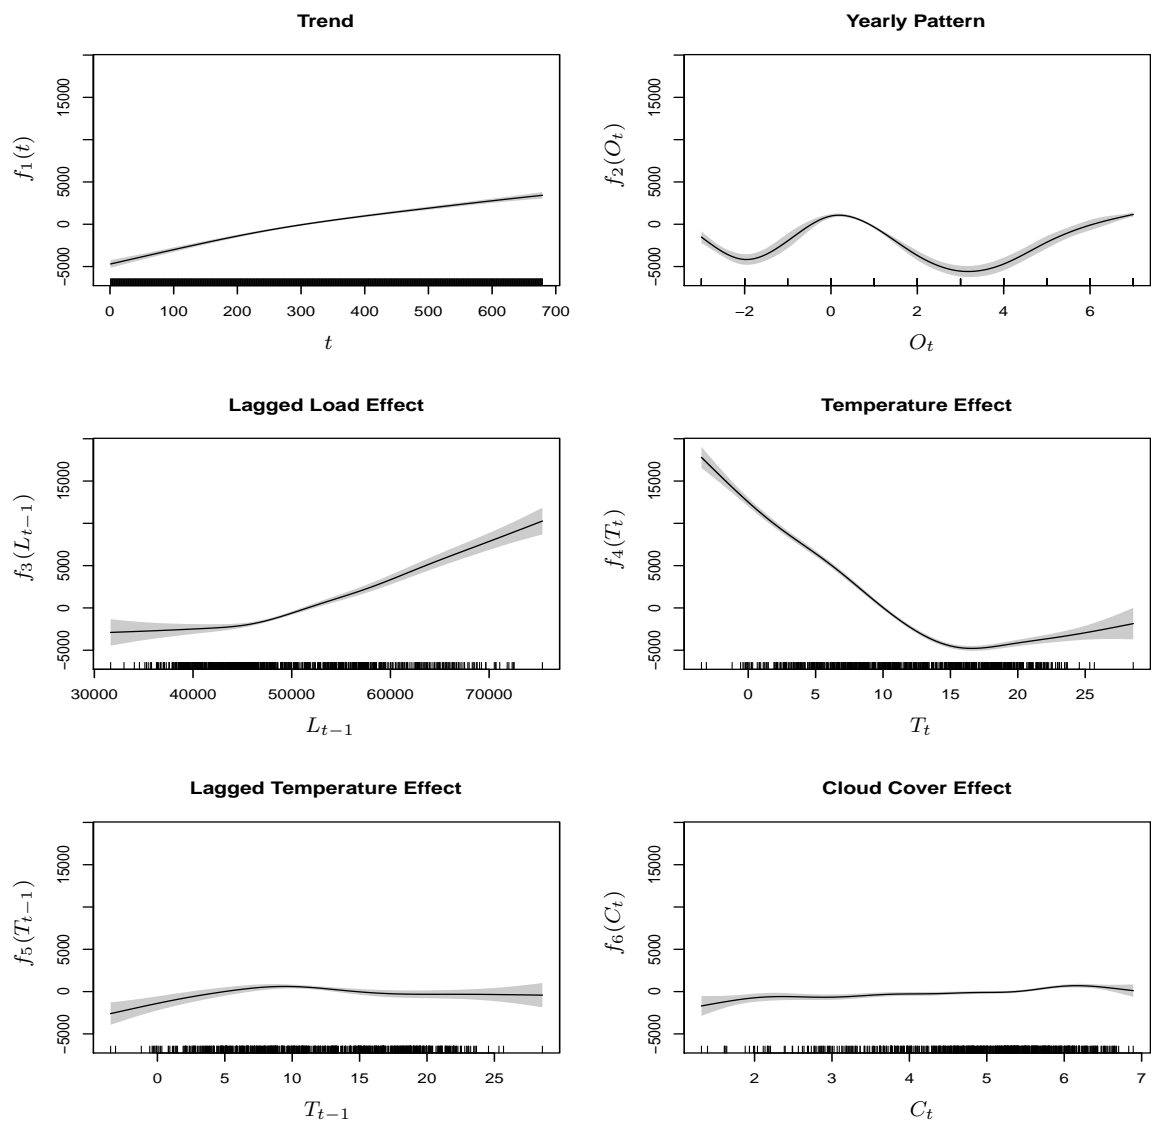 Trend
f₁(t)
−5000 0 5000 15000
0 100 200 300 400 500 600 700
t
Yearly Pattern
f₂(Oₜ)
−5000 0 5000 15000
−2 0 2 4 6
Oₜ
Lagged Load Effect
f₃(Lₜ₋₁)
−5000 0 5000 15000
30000 40000 50000 60000 70000
Lₜ₋₁
Temperature Effect
f₄(Tₜ)
−5000 0 5000 15000
0 5 10 15 20 25
Tₜ
Lagged Temperature Effect
f₅(Tₜ₋₁)
−5000 0 5000 15000
0 5 10 15 20 25
Tₜ₋₁
Cloud Cover Effect
f₆(Cₜ)
−5000 0 5000 15000
2 3 4 5 6 7
Cₜ